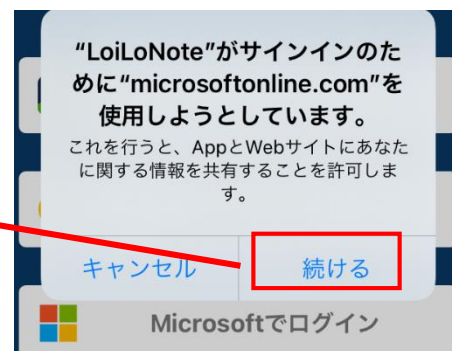 “LoiLoNote”がサインインのた
めに“microsoftonline.com”を
使用しようとしています。
これを行うと、AppとWebサイトにあなた
に関する情報を共有することを許可しま
す。
キャンセル 続ける
Microsoftでログイン